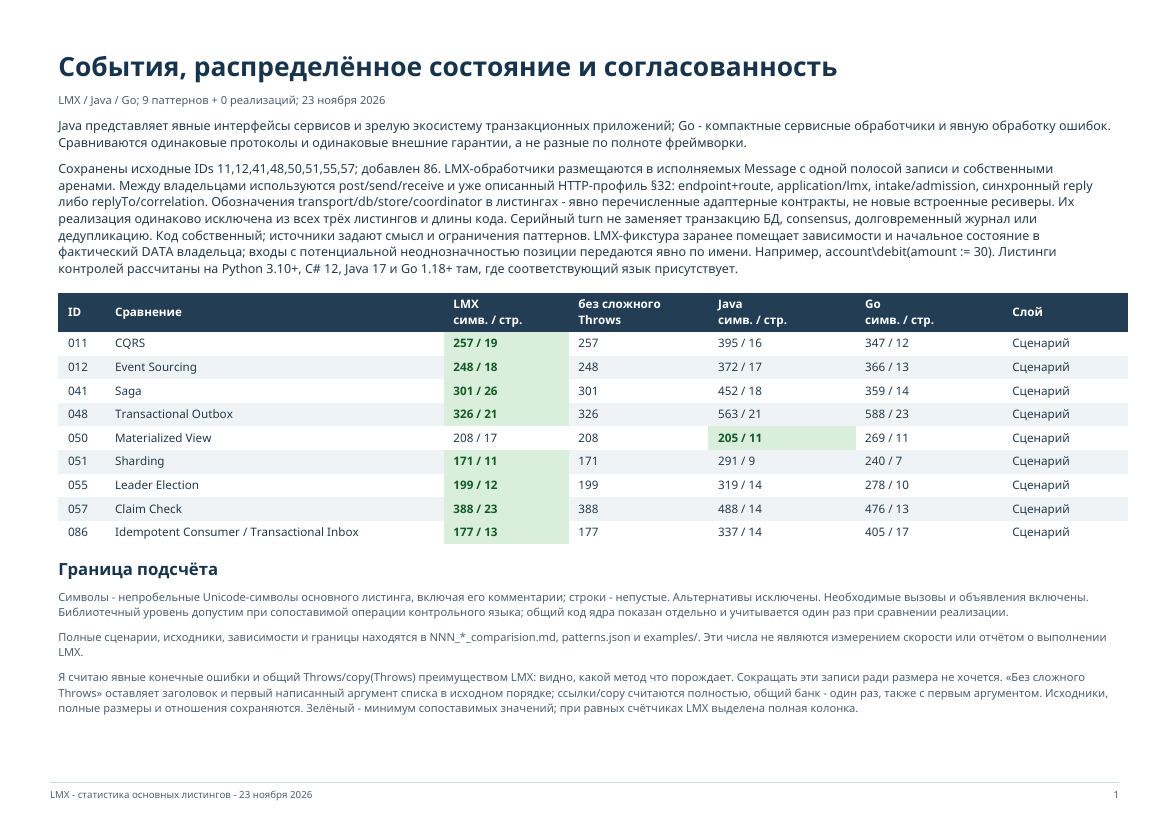 События, распределённое состояние и согласованность
LMX / Java / Go; 9 паттернов + 0 реализаций; 23 ноября 2026
Java представляет явные интерфейсы сервисов и зрелую экосистему транзакционных приложений; Go - компактные сервисные обработчики и явную обработку ошибок.
Сравниваются одинаковые протоколы и одинаковые внешние гарантии, а не разные по полноте фреймворки.
Сохранены исходные IDs 11,12,41,48,50,51,55,57; добавлен 86. LMX-обработчики размещаются в исполняемых Message с одной полосой записи и собственными
аренами. Между владельцами используются post/send/receive и уже описанный HTTP-профиль §32: endpoint+route, application/lmx, intake/admission, синхронный reply
либо replyTo/correlation. Обозначения transport/db/store/coordinator в листингах - явно перечисленные адаптерные контракты, не новые встроенные ресиверы. Их
реализация одинаково исключена из всех трёх листингов и длины кода. Серийный turn не заменяет транзакцию БД, consensus, долговременный журнал или
дедупликацию. Код собственный; источники задают смысл и ограничения паттернов. LMX-фикстура заранее помещает зависимости и начальное состояние в
фактический DATA владельца; входы с потенциальной неоднозначностью позиции передаются явно по имени. Например, account\debit(amount := 30). Листинги
контролей рассчитаны на Python 3.10+, C# 12, Java 17 и Go 1.18+ там, где соответствующий язык присутствует.
ID Сравнение LMX симв. / стр. без сложного Throws Java симв. / стр. Go симв. / стр. Слой
011 CQRS 257 / 19 257 395 / 16 347 / 12 Сценарий
012 Event Sourcing 248 / 18 248 372 / 17 366 / 13 Сценарий
041 Saga 301 / 26 301 452 / 18 359 / 14 Сценарий
048 Transactional Outbox 326 / 21 326 563 / 21 588 / 23 Сценарий
050 Materialized View 208 / 17 208 205 / 11 269 / 11 Сценарий
051 Sharding 171 / 11 171 291 / 9 240 / 7 Сценарий
055 Leader Election 199 / 12 199 319 / 14 278 / 10 Сценарий
057 Claim Check 388 / 23 388 488 / 14 476 / 13 Сценарий
086 Idempotent Consumer / Transactional Inbox 177 / 13 177 337 / 14 405 / 17 Сценарий
Граница подсчёта
Символы - непробельные Unicode-символы основного листинга, включая его комментарии; строки - непустые. Альтернативы исключены. Необходимые вызовы и объявления включены.
Библиотечный уровень допустим при сопоставимой операции контрольного языка; общий код ядра показан отдельно и учитывается один раз при сравнении реализации.
Полные сценарии, исходники, зависимости и границы находятся в NNN_*_comparision.md, patterns.json и examples/. Эти числа не являются измерением скорости или отчётом о выполнении
LMX.
Я считаю явные конечные ошибки и общий Throws/copy(Throws) преимуществом LMX: видно, какой метод что порождает. Сокращать эти записи ради размера не хочется. «Без сложного
Throws» оставляет заголовок и первый написанный аргумент списка в исходном порядке; ссылки/copy считаются полностью, общий банк - один раз, также с первым аргументом. Исходники,
полные размеры и отношения сохраняются. Зелёный - минимум сопоставимых значений; при равных счётчиках LMX выделена полная колонка.
LMX - статистика основных листингов - 23 ноября 2026
1